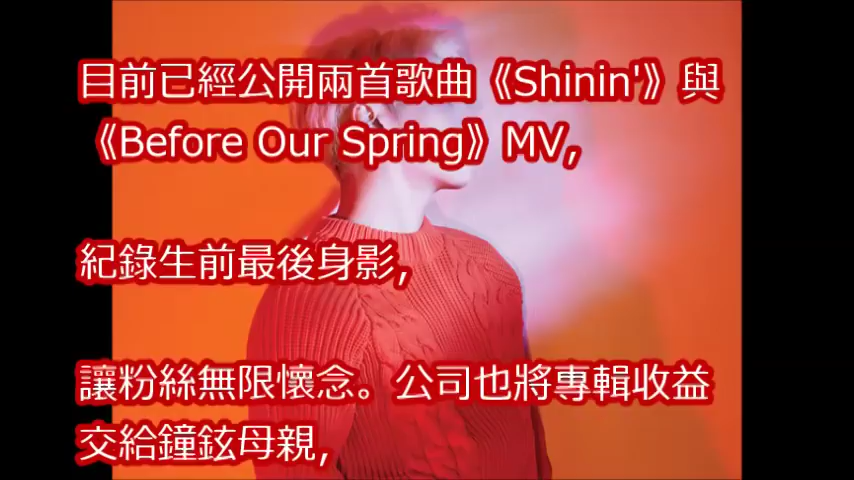 目前已經公開兩首歌曲《Shinin'》與
《Before Our Spring》MV,
紀錄生前最後身影,
讓粉絲無限懷念。公司也將專輯收益
交給鐘鉉母親,